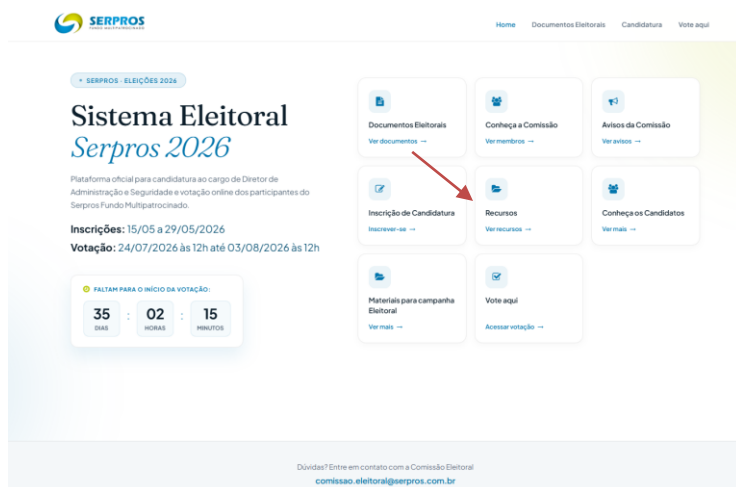 SERPROS
FUNDO MULTIPATROCINADO
Home
Documentos Eleitorais
Candidatura
Vote aqui
SERPROS - ELEIÇÕES 2026
Sistema Eleitoral
Serpros 2026
Plataforma oficial para candidatura ao cargo de Diretor de
Administração e Seguridade e votação online dos participantes do
Serpros Fundo Multipatrocinado.
Inscrições: 15/05 a 29/05/2026
Votação: 24/07/2026 às 12h até 03/08/2026 às 12h
FALTAM PARA O INÍCIO DA VOTAÇÃO:
35 : 02 : 15
DIAS HORAS MINUTOS
Documentos Eleitorais
Ver documentos →
Conheça a Comissão
Ver membros →
Avisos da Comissão
Ver avisos →
Inscrição de Candidatura
Inscrever-se →
Recursos
Ver recursos →
Conheça os Candidatos
Ver mais →
Materiais para campanha
Eleitoral
Ver mais →
Vote aqui
Acessar votação →
Dúvidas? Entre em contato com a Comissão Eleitoral
comissao.eleitoral@serpros.com.br